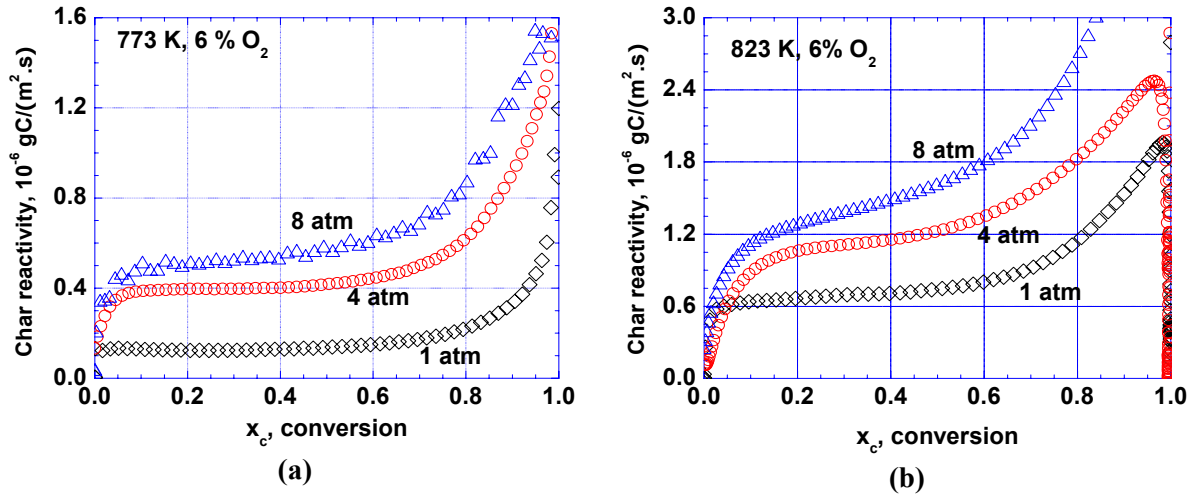 773 K, 6 % O₂
Char reactivity, 10⁻⁶ gC/(m².s)
1.6
1.2
0.8
0.4
0.0
8 atm
4 atm
1 atm
0.0 0.2 0.4 0.6 0.8 1.0
x꜀, conversion
(a)
823 K, 6% O₂
Char reactivity, 10⁻⁶ gC/(m².s)
3.0
2.4
1.8
1.2
0.6
0.0
8 atm
4 atm
1 atm
0.0 0.2 0.4 0.6 0.8 1.0
x꜀, conversion
(b)